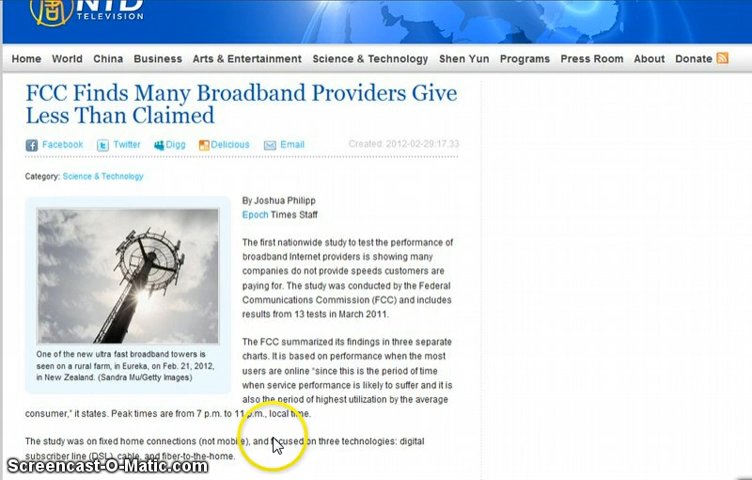 NTD
TELEVISION
Home World China Business Arts & Entertainment Science & Technology Shen Yun Programs Press Room About Donate
FCC Finds Many Broadband Providers Give
Less Than Claimed
Facebook Twitter Digg Delicious Email Created: 2012-02-29:17.33
Category: Science & Technology
By Joshua Philipp
Epoch Times Staff
The first nationwide study to test the performance of
broadband Internet providers is showing many
companies do not provide speeds customers are
paying for. The study was conducted by the Federal
Communications Commission (FCC) and includes
results from 13 tests in March 2011.
One of the new ultra fast broadband towers is
seen on a rural farm, in Eureka, on Feb. 21, 2012,
in New Zealand. (Sandra Mu/Getty Images)
The FCC summarized its findings in three separate
charts. It is based on performance when the most
users are online “since this is the period of time
when service performance is likely to suffer and it is
also the period of highest utilization by the average
consumer,” it states. Peak times are from 7 p.m. to 11 p.m., local time.
The study was on fixed home connections (not mobile), and focused on three technologies: digital
subscriber line (DSL), cable, and fiber-to-the-home.
Screencast-O-Matic.com